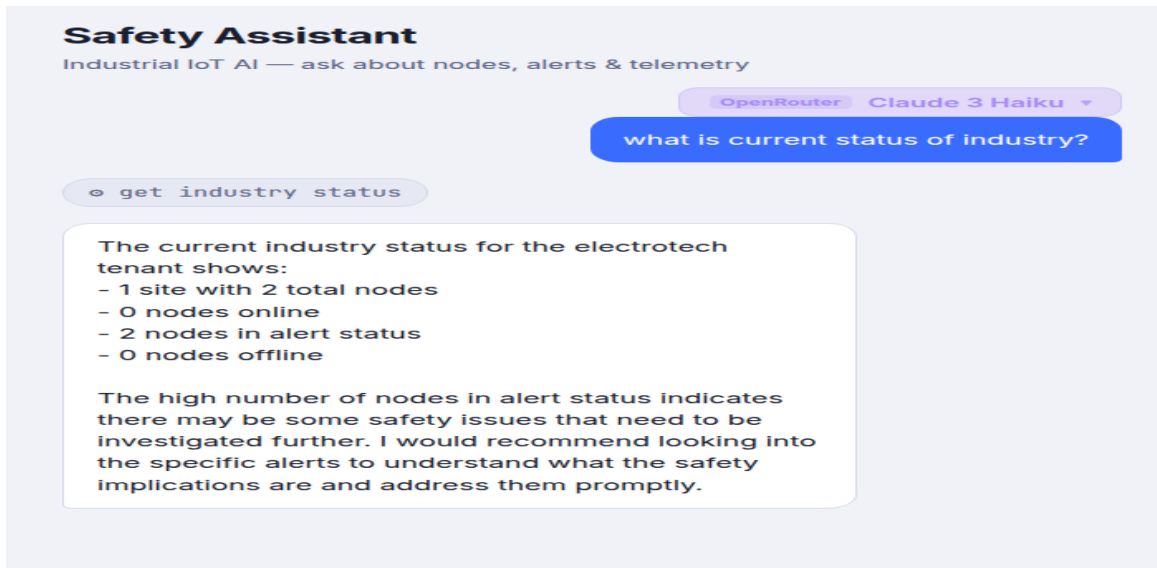 Safety Assistant
Industrial IoT AI — ask about nodes, alerts & telemetry
OpenRouter Claude 3 Haiku ▾
what is current status of industry?
⚙ get industry status
The current industry status for the electrotech
tenant shows:
- 1 site with 2 total nodes
- 0 nodes online
- 2 nodes in alert status
- 0 nodes offline
The high number of nodes in alert status indicates
there may be some safety issues that need to be
investigated further. I would recommend looking into
the specific alerts to understand what the safety
implications are and address them promptly.